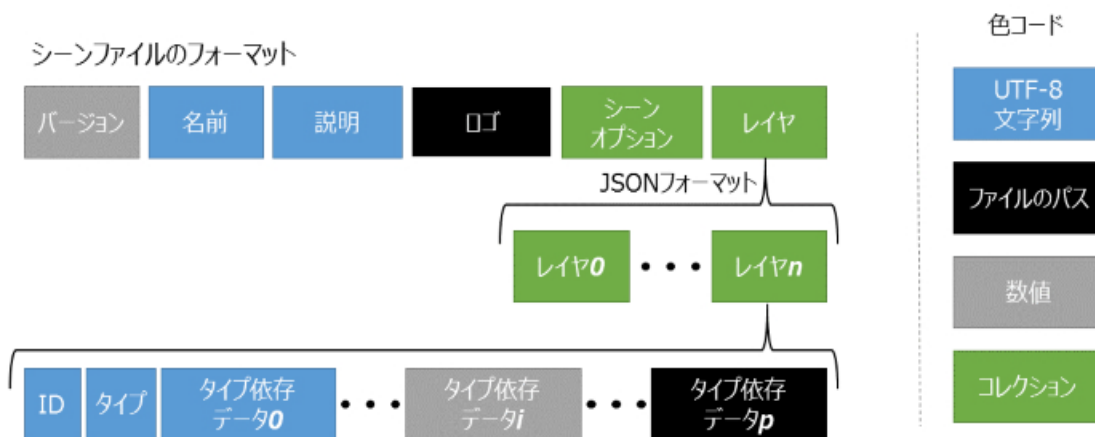 シーンファイルのフォーマット
バージョン
名前
説明
ロゴ
シーン
オプション
レイヤ
JSONフォーマット
レイヤ0
レイヤn
ID
タイプ
タイプ依存
データ0
タイプ依存
データi
タイプ依存
データp
色コード
UTF-8
文字列
ファイルのパス
数値
コレクション